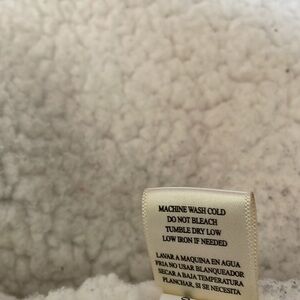 MACHINE WASH COLD
DO NOT BLEACH
TUMBLE DRY LOW
LOW IRON IF NEEDED
LAVAR A MAQUINA EN AGUA
FRIA NO USAR BLANQUEADOR
SECAR A BAJA TEMPERATURA
PLANCHAR, SI SE NECESITA